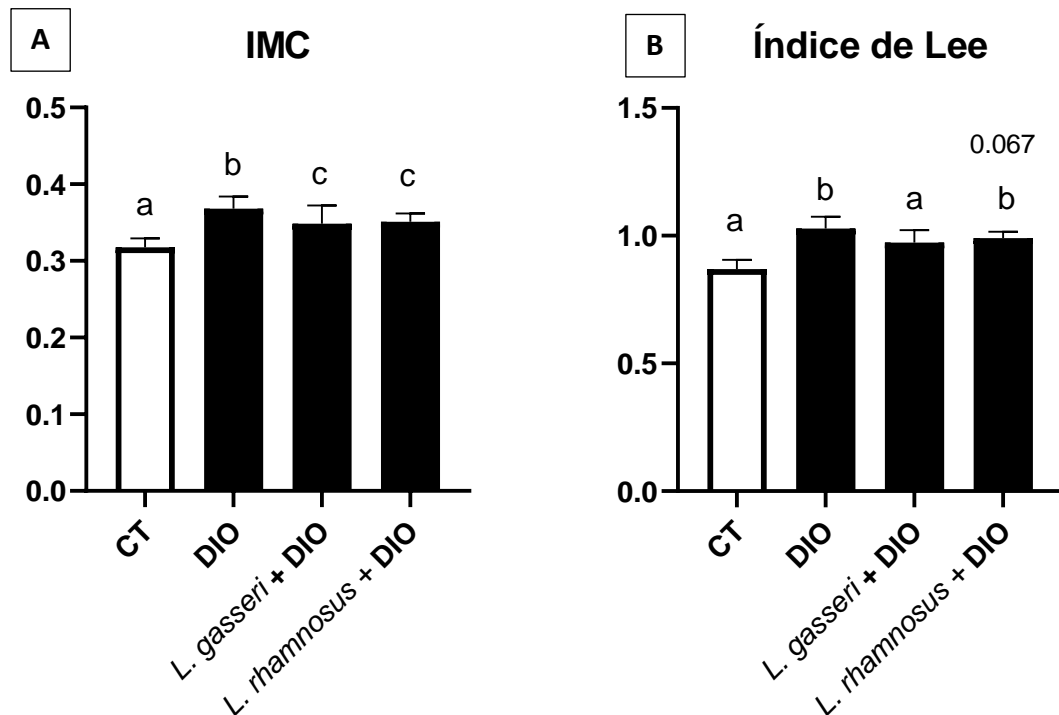 A
IMC
0.5
0.4
0.3
0.2
0.1
0.0
a
b
c
c
CT
DIO
L. gasseri + DIO
L. rhamnosus + DIO
B
Índice de Lee
1.5
1.0
0.5
0.0
a
b
a
0.067
b
CT
DIO
L. gasseri + DIO
L. rhamnosus + DIO